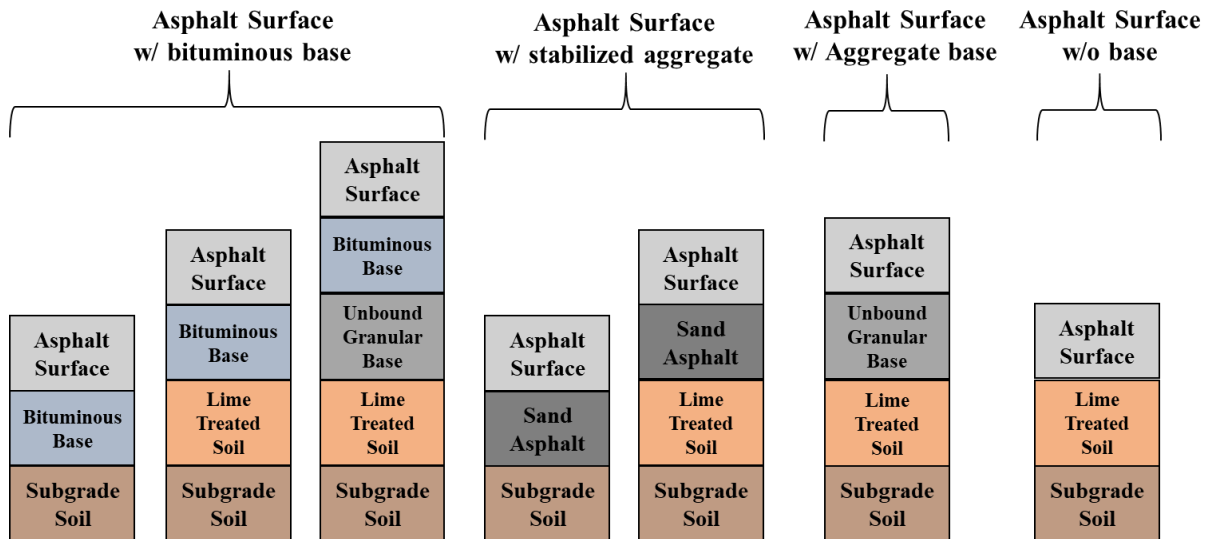 Asphalt Surface
w/ bituminous base
Asphalt Surface
w/ stabilized aggregate
Asphalt Surface
w/ Aggregate base
Asphalt Surface
w/o base
Asphalt
Surface
Bituminous
Base
Subgrade
Soil
Asphalt
Surface
Bituminous
Base
Lime
Treated
Soil
Subgrade
Soil
Asphalt
Surface
Bituminous
Base
Unbound
Granular
Base
Lime
Treated
Soil
Subgrade
Soil
Asphalt
Surface
Sand
Asphalt
Subgrade
Soil
Asphalt
Surface
Sand
Asphalt
Lime
Treated
Soil
Subgrade
Soil
Asphalt
Surface
Unbound
Granular
Base
Lime
Treated
Soil
Subgrade
Soil
Asphalt
Surface
Lime
Treated
Soil
Subgrade
Soil